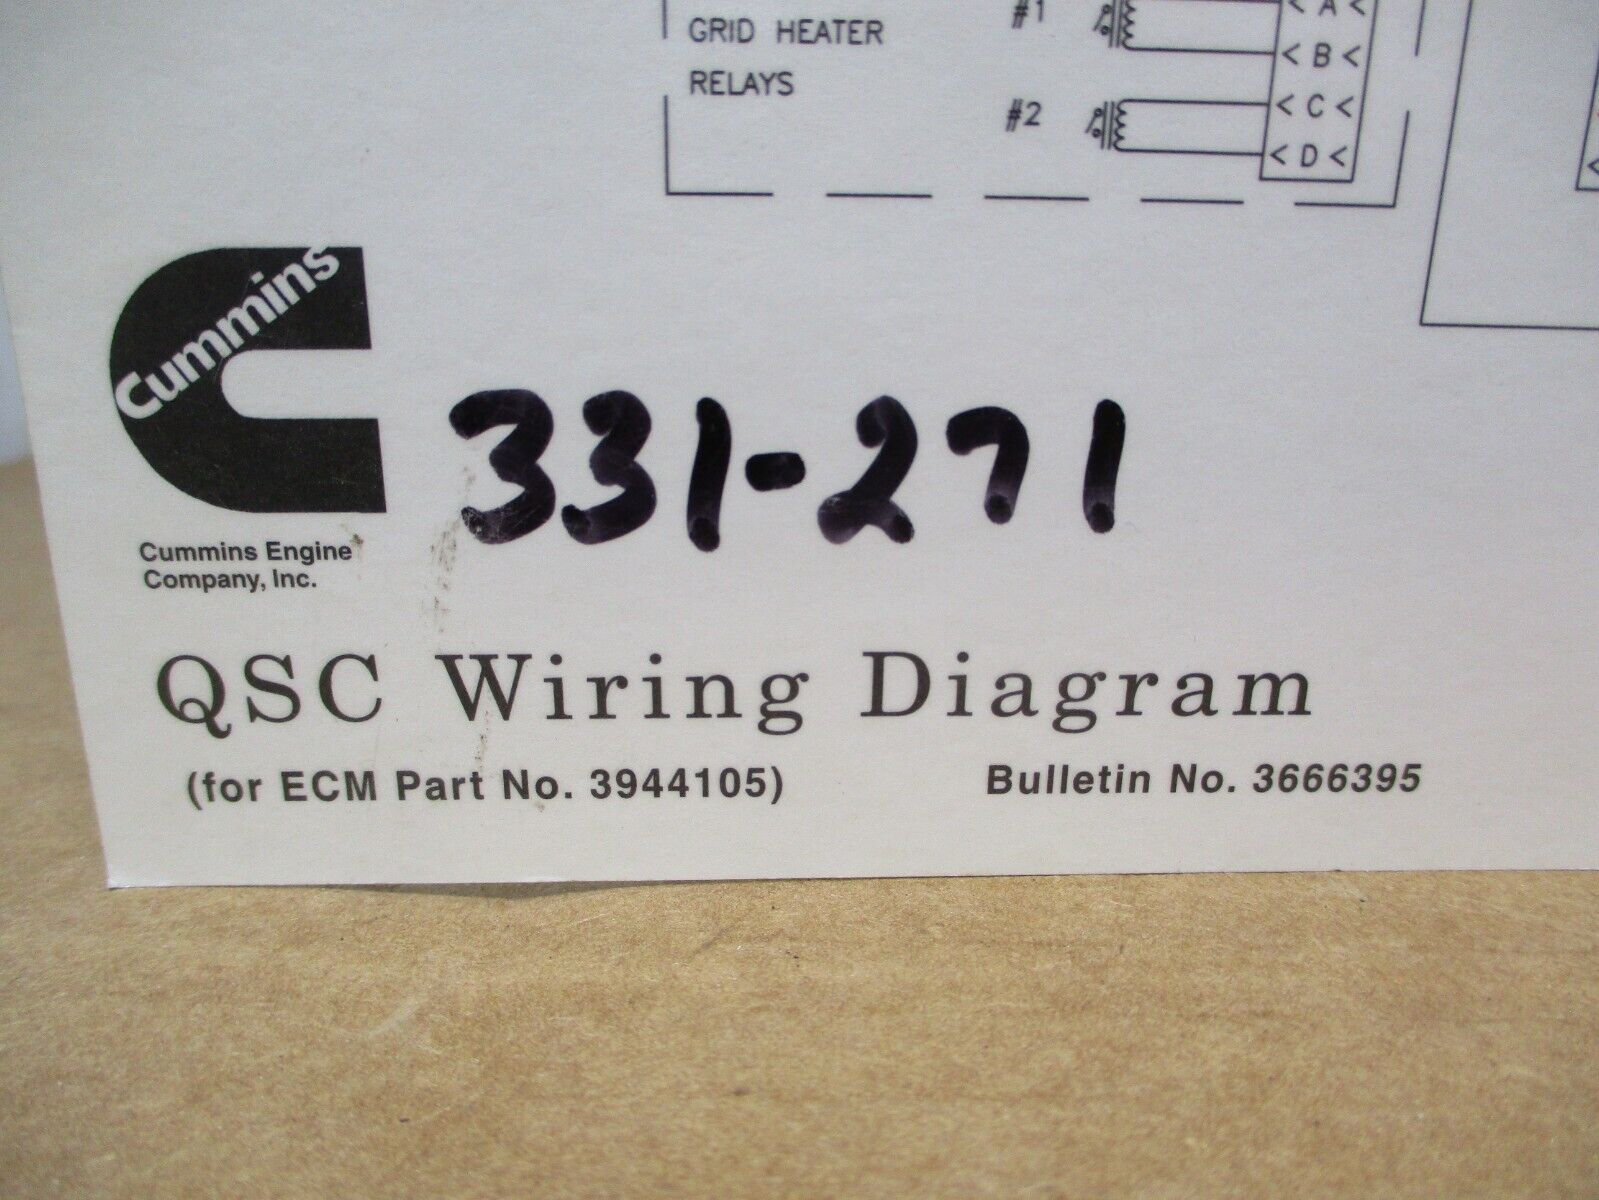 GRID HEATER
RELAYS
#1
#2
< A <
< B <
< C <
< D <
Cummins
331-271
Cummins Engine
Company, Inc.
QSC Wiring Diagram
(for ECM Part No. 3944105)
Bulletin No. 3666395